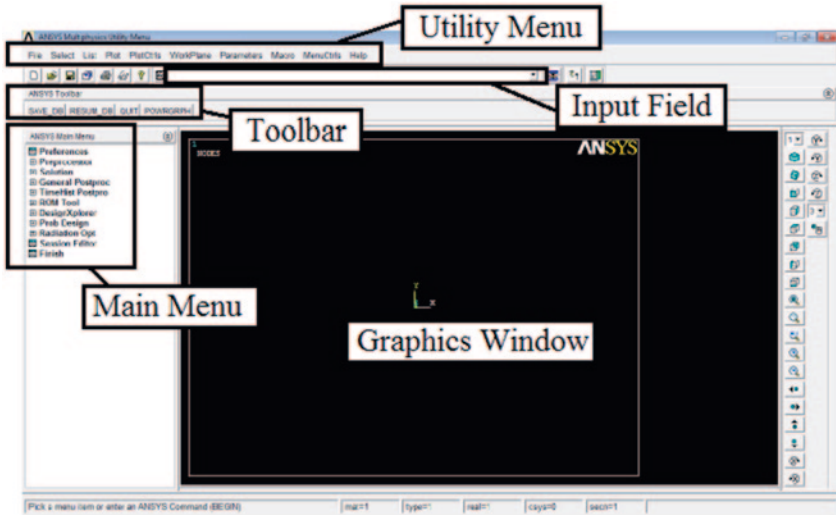 ANSYS Multiphysics Utility Menu
Utility Menu
File Select List Plot PlotCtrls WorkPlane Parameters Macro MenuCtrls Help
Input Field
ANSYS Toolbar
SAVE_DB RESUM_DB QUIT POWRGRPH
Toolbar
ANSYS Main Menu
Preferences
Preprocessor
Solution
General Postproc
TimeHist Postpro
ROM Tool
DesignXplorer
Prob Design
Radiation Opt
Session Editor
Finish
Main Menu
1
NODES
ANSYS
Y
X
Graphics Window
Pick a menu item or enter an ANSYS Command (BEGIN) mat=1 type=1 real=1 csys=0 secn=1